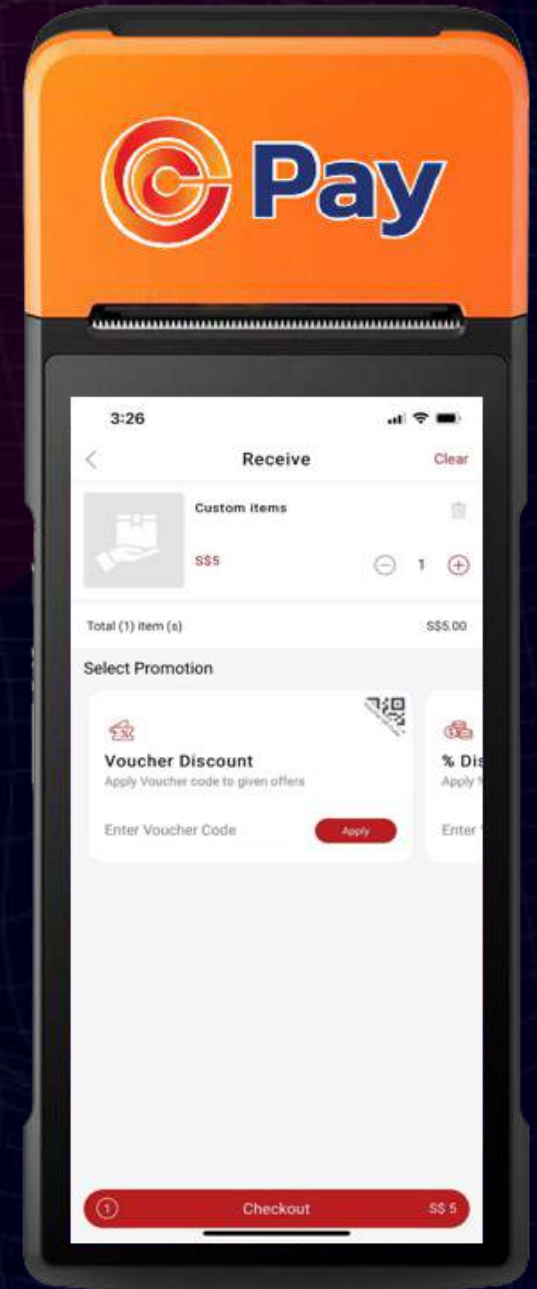 Pay
3:26
Receive
Clear
Custom items
S$5
1
Total (1) item (s)
S$5.00
Select Promotion
Voucher Discount
Apply Voucher code to given offers
Enter Voucher Code
Apply
% Dis
Apply %
Enter
1
Checkout
S$ 5